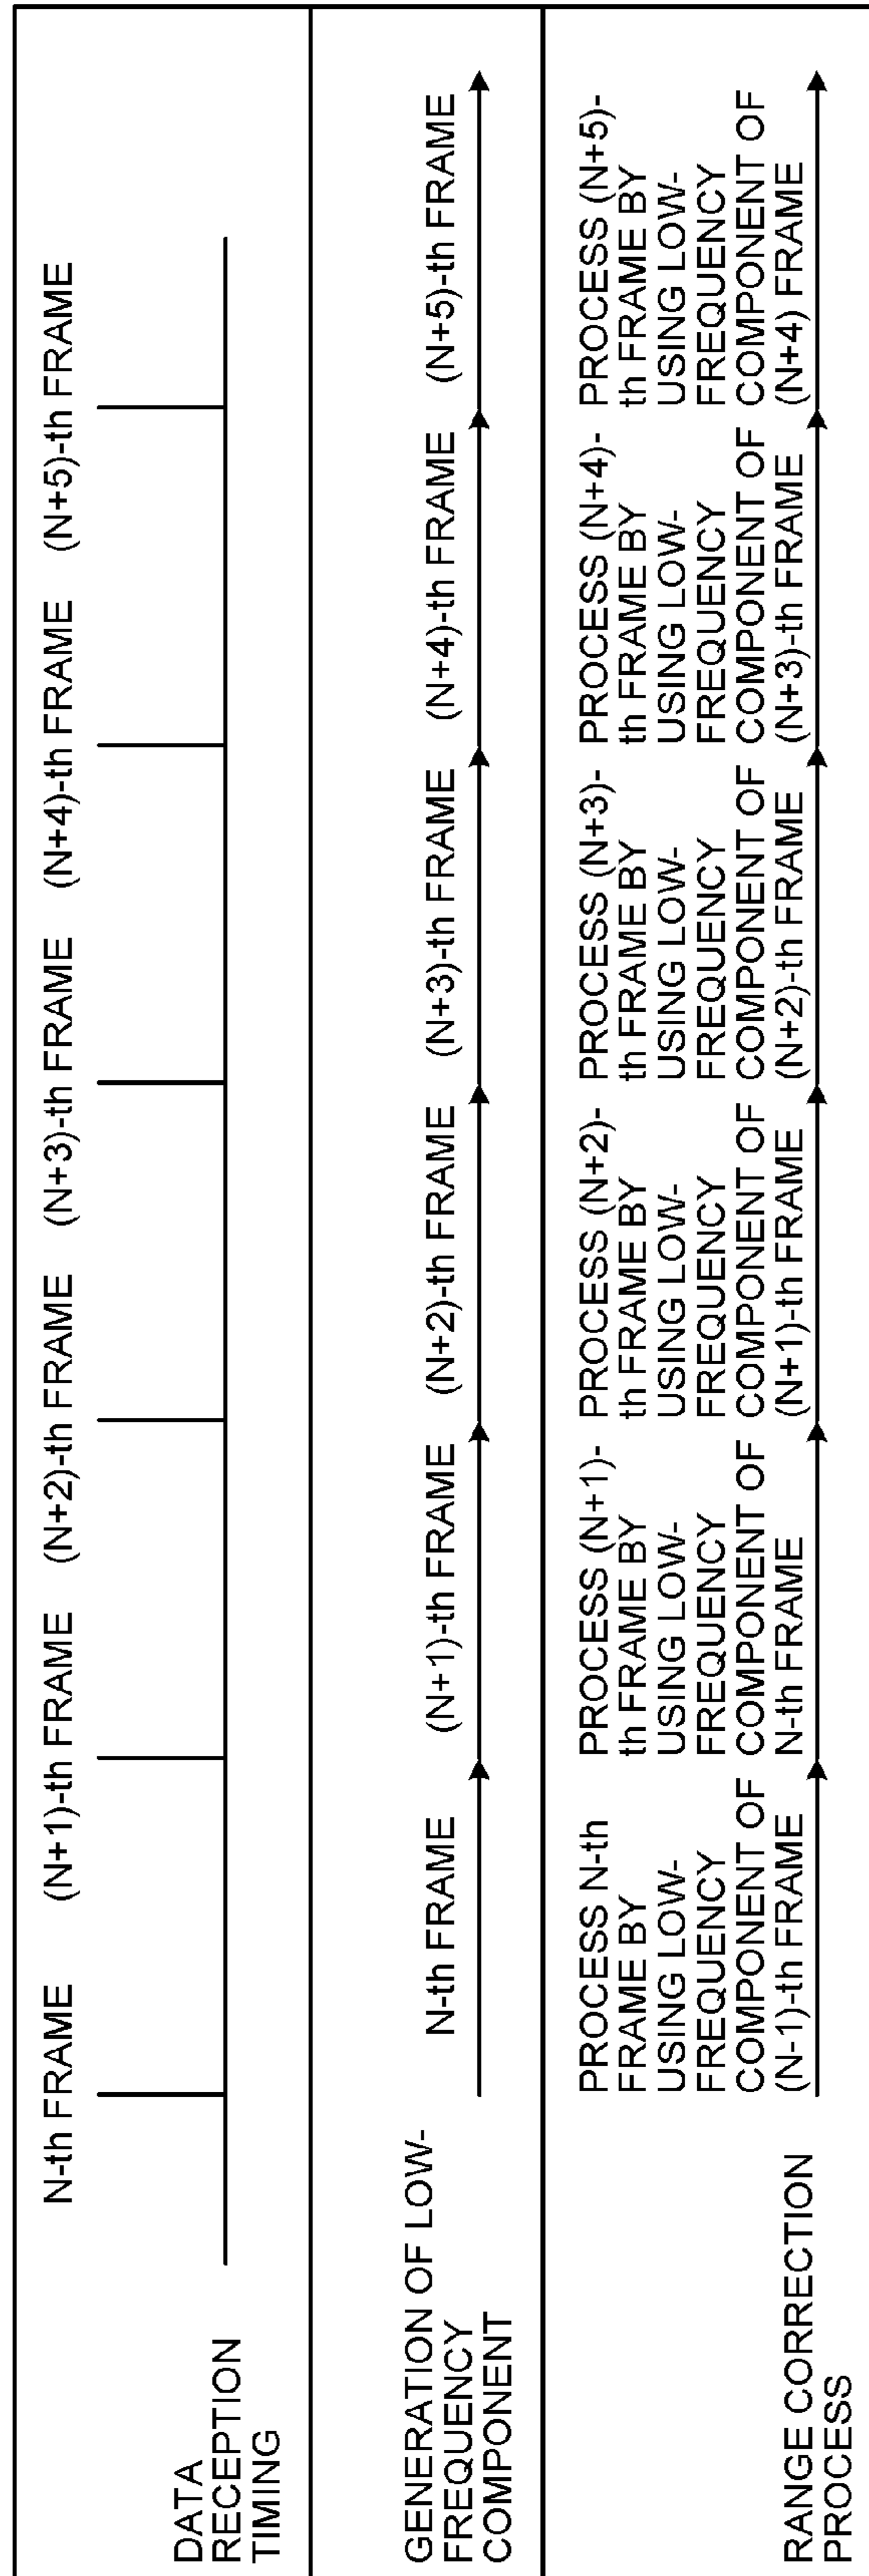 DATA
RECEPTION
TIMING
N-th FRAME
(N+1)-th FRAME
(N+2)-th FRAME
(N+3)-th FRAME
(N+4)-th FRAME
(N+5)-th FRAME
GENERATION OF LOW-
FREQUENCY
COMPONENT
N-th FRAME
(N+1)-th FRAME
(N+2)-th FRAME
(N+3)-th FRAME
(N+4)-th FRAME
(N+5)-th FRAME
RANGE CORRECTION
PROCESS
PROCESS N-th
FRAME BY
USING LOW-
FREQUENCY
COMPONENT OF
(N-1)-th FRAME
PROCESS (N+1)-
th FRAME BY
USING LOW-
FREQUENCY
COMPONENT OF
N-th FRAME
PROCESS (N+2)-
th FRAME BY
USING LOW-
FREQUENCY
COMPONENT OF
(N+1)-th FRAME
PROCESS (N+3)-
th FRAME BY
USING LOW-
FREQUENCY
COMPONENT OF
(N+2)-th FRAME
PROCESS (N+4)-
th FRAME BY
USING LOW-
FREQUENCY
COMPONENT OF
(N+3)-th FRAME
PROCESS (N+5)-
th FRAME BY
USING LOW-
FREQUENCY
COMPONENT OF
(N+4) FRAME